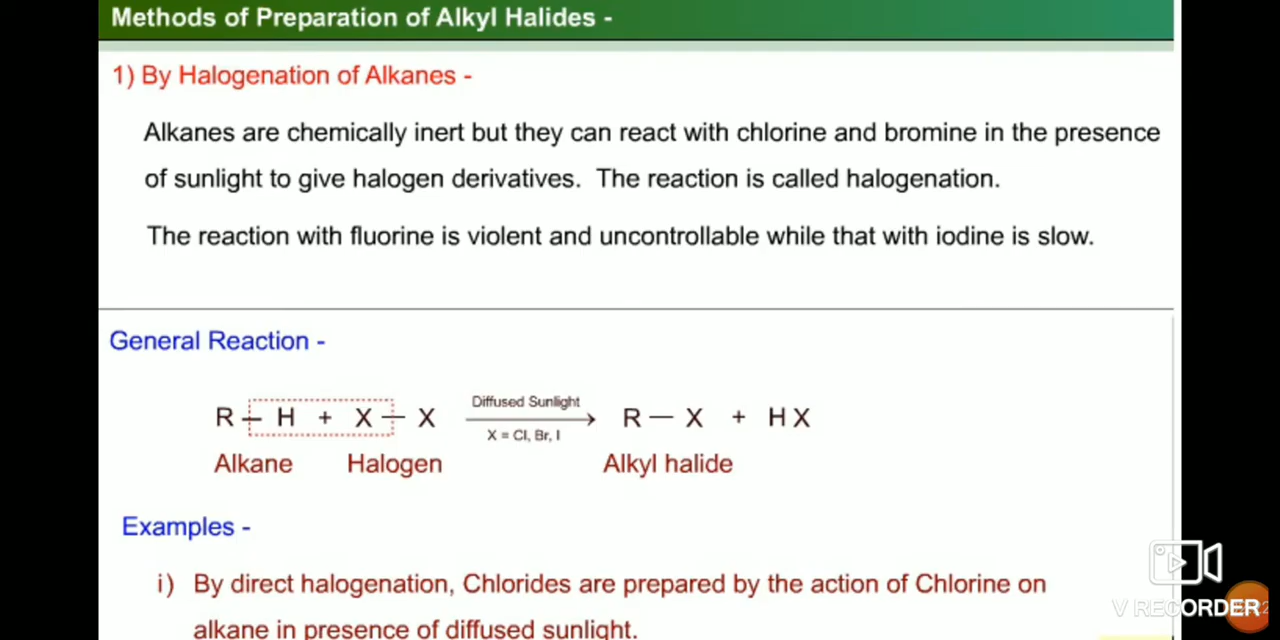 Methods of Preparation of Alkyl Halides -
1) By Halogenation of Alkanes -
Alkanes are chemically inert but they can react with chlorine and bromine in the presence
of sunlight to give halogen derivatives. The reaction is called halogenation.
The reaction with fluorine is violent and uncontrollable while that with iodine is slow.
General Reaction -
Diffused Sunlight
R — H + X — X → R — X + H X
X = Cl, Br, I
Alkane Halogen Alkyl halide
Examples -
i) By direct halogenation, Chlorides are prepared by the action of Chlorine on
alkane in presence of diffused sunlight.
V RECORDER